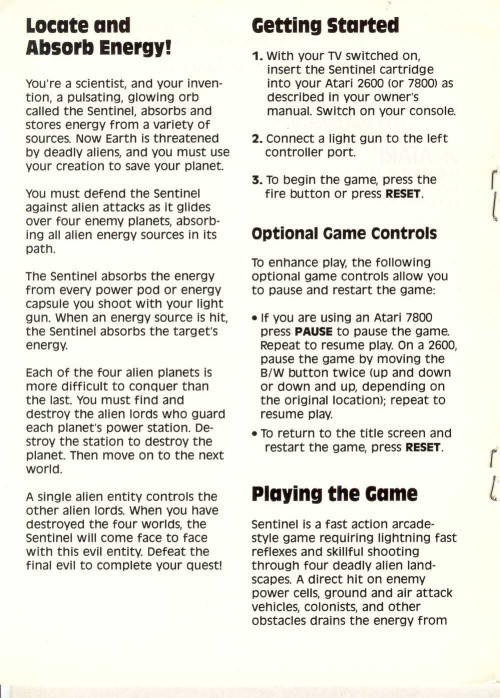 Locate and
Absorb Energy!
You're a scientist, and your inven-
tion, a pulsating, glowing orb
called the Sentinel, absorbs and
stores energy from a variety of
sources. Now Earth is threatened
by deadly aliens, and you must use
your creation to save your planet.
You must defend the Sentinel
against alien attacks as it glides
over four enemy planets, absorb-
ing all alien energy sources in its
path.
The Sentinel absorbs the energy
from every power pod or energy
capsule you shoot with your light
gun. When an energy source is hit,
the Sentinel absorbs the target's
energy.
Each of the four alien planets is
more difficult to conquer than
the last. You must find and
destroy the alien lords who guard
each planet's power station. De-
stroy the station to destroy the
planet. Then move on to the next
world.
A single alien entity controls the
other alien lords. When you have
destroyed the four worlds, the
Sentinel will come face to face
with this evil entity. Defeat the
final evil to complete your quest!
Getting Started
1. With your TV switched on,
insert the Sentinel cartridge
into your Atari 2600 (or 7800) as
described in your owner's
manual. Switch on your console.
2. Connect a light gun to the left
controller port.
3. To begin the game, press the
fire button or press RESET.
Optional Game Controls
To enhance play, the following
optional game controls allow you
to pause and restart the game:
• If you are using an Atari 7800
press PAUSE to pause the game.
Repeat to resume play. On a 2600,
pause the game by moving the
B/W button twice (up and down
or down and up, depending on
the original location); repeat to
resume play.
• To return to the title screen and
restart the game, press RESET.
Playing the Game
Sentinel is a fast action arcade-
style game requiring lightning fast
reflexes and skillful shooting
through four deadly alien land-
scapes. A direct hit on enemy
power cells, ground and air attack
vehicles, colonists, and other
obstacles drains the energy from